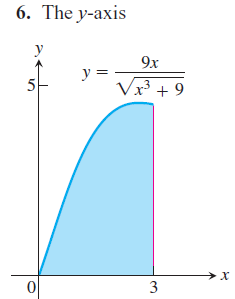 6. The y-axis
y
y = 9x / √(x³ + 9)
5
0
3
x